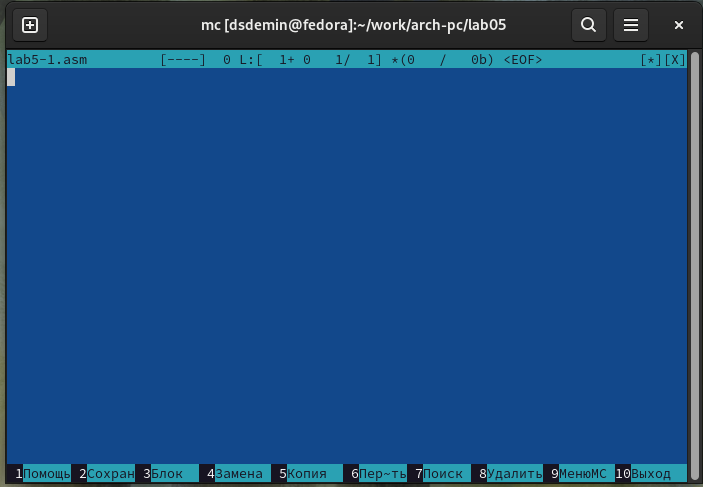 mc [dsdemin@fedora]:~/work/arch-pc/lab05
lab5-1.asm [----] 0 L:[ 1+ 0 1/ 1] *(0 / 0b) <EOF> [*][X]
1Помощь 2Сохран 3Блок 4Замена 5Копия 6Пер~ть 7Поиск 8Удалить 9МенюМС 10Выход